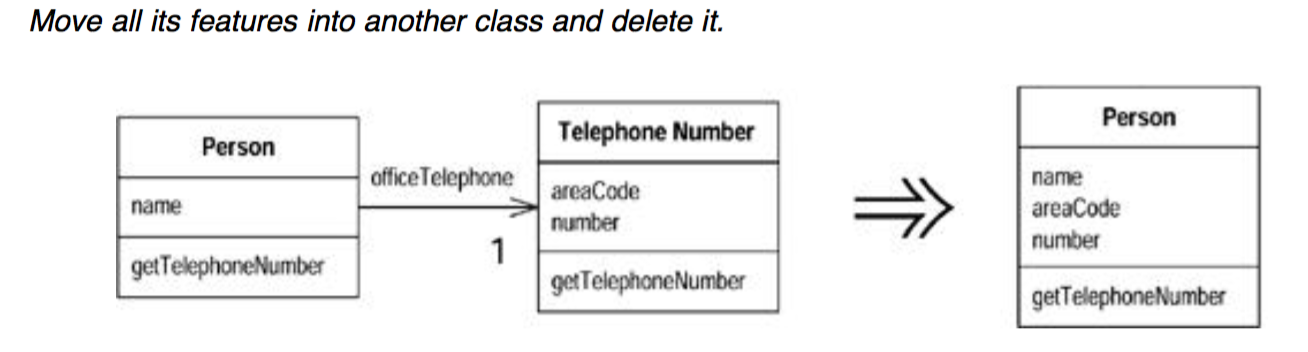 Move all its features into another class and delete it.
Person
name
getTelephoneNumber
officeTelephone
1
Telephone Number
areaCode
number
getTelephoneNumber
Person
name
areaCode
number
getTelephoneNumber